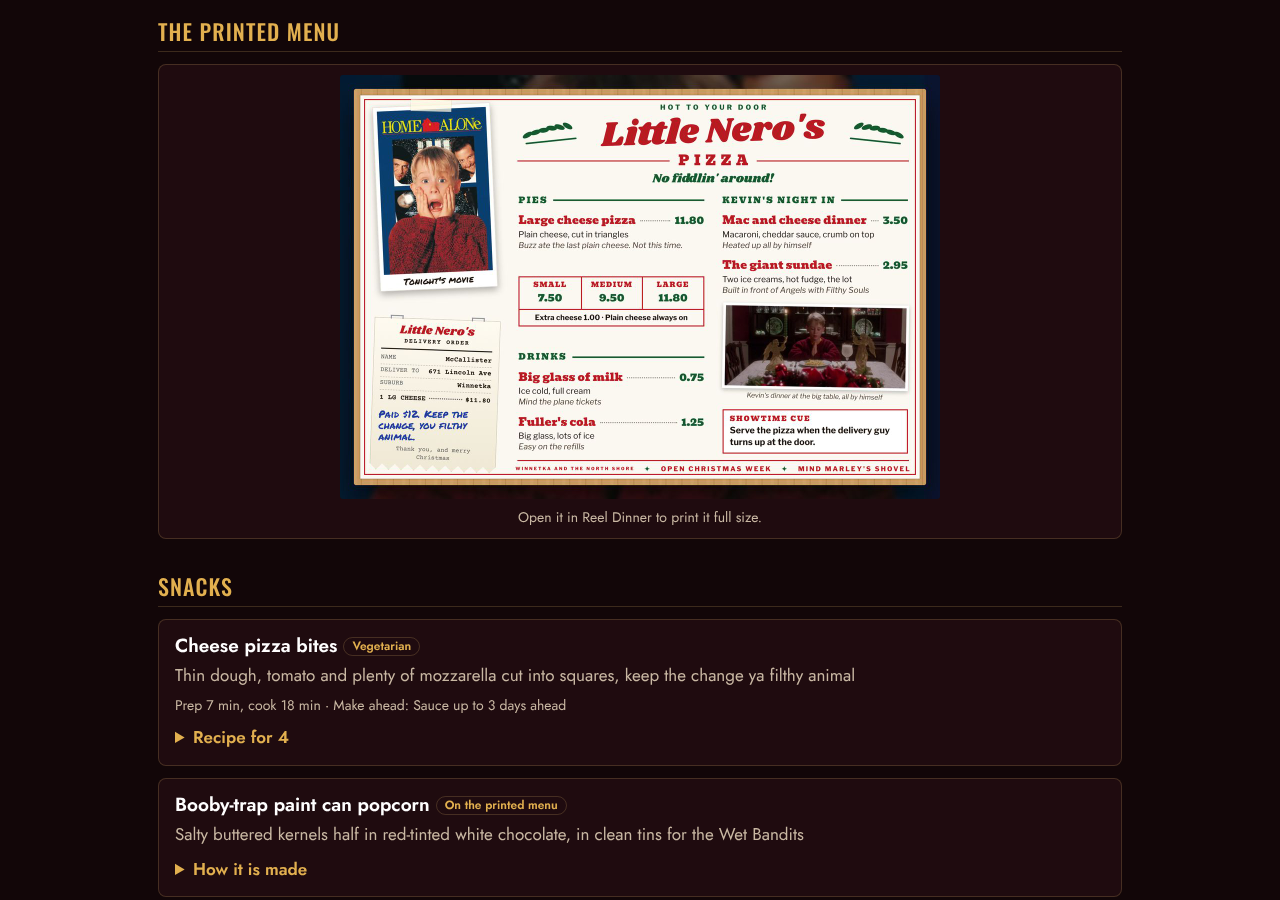 THE PRINTED MENU
HOME ALONe
TONIGHT'S MOVIE
Little Nero's
DELIVERY ORDER
NAME McCallister
DELIVER TO 671 Lincoln Ave
SUBURB Winnetka
1 LG CHEESE $11.80
PAID $12. KEEP THE
CHANGE, YOU FILTHY
ANIMAL.
Thank you, and merry
Christmas
HOT TO YOUR DOOR
Little Nero's
PIZZA
No fiddlin' around!
PIES
Large cheese pizza 11.80
Plain cheese, cut in triangles
Buzz ate the last plain cheese. Not this time.
SMALL MEDIUM LARGE
7.50 9.50 11.80
Extra cheese 1.00 · Plain cheese always on
DRINKS
Big glass of milk 0.75
Ice cold, full cream
Mind the plane tickets
Fuller's cola 1.25
Big glass, lots of ice
Easy on the refills
KEVIN'S NIGHT IN
Mac and cheese dinner 3.50
Macaroni, cheddar sauce, crumb on top
Heated up all by himself
The giant sundae 2.95
Two ice creams, hot fudge, the lot
Built in front of Angels with Filthy Souls
Kevin's dinner at the big table, all by himself
SHOWTIME CUE
Serve the pizza when the delivery guy
turns up at the door.
WINNETKA AND THE NORTH SHORE ✦ OPEN CHRISTMAS WEEK ✦ MIND MARLEY'S SHOVEL
Open it in Reel Dinner to print it full size.
SNACKS
Cheese pizza bites Vegetarian
Thin dough, tomato and plenty of mozzarella cut into squares, keep the change ya filthy animal
Prep 7 min, cook 18 min · Make ahead: Sauce up to 3 days ahead
Recipe for 4
Booby-trap paint can popcorn On the printed menu
Salty buttered kernels half in red-tinted white chocolate, in clean tins for the Wet Bandits
How it is made